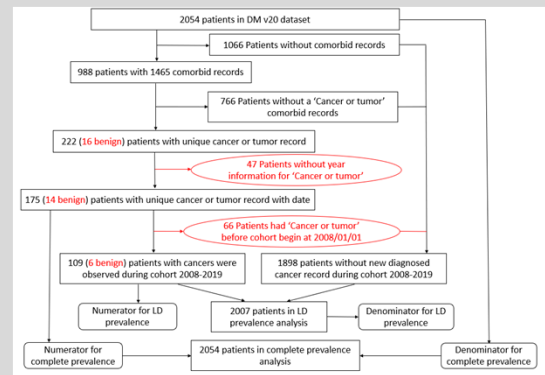 2054 patients in DM v20 dataset
1066 Patients without comorbid records
988 patients with 1465 comorbid records
766 Patients without a ‘Cancer or tumor’
comorbid records
222 (16 benign) patients with unique cancer or tumor record
47 Patients without year
information for ‘Cancer or tumor’
175 (14 benign) patients with unique cancer or tumor record with date
66 Patients had ‘Cancer or tumor’
before cohort begin at 2008/01/01
109 (6 benign) patients with cancers were
observed during cohort 2008-2019
1898 patients without new diagnosed
cancer record during cohort 2008-2019
Numerator for LD
prevalence
2007 patients in LD
prevalence analysis
Denominator for LD
prevalence
Numerator for
complete prevalence
2054 patients in complete prevalence
analysis
Denominator for
complete prevalence